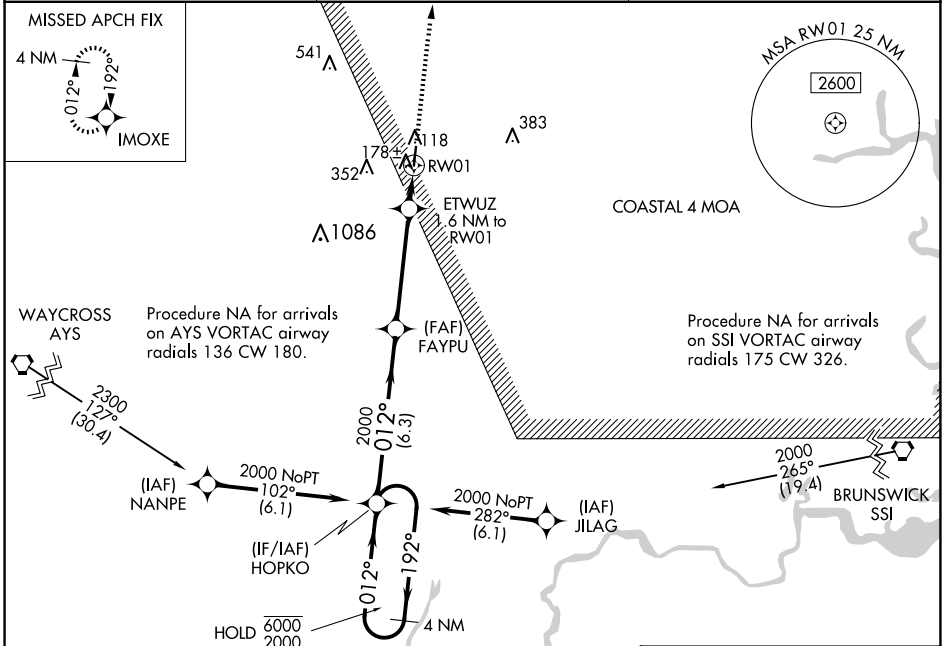 MISSED APCH FIX
4 NM
012°
192°
IMOXE
541
118
178±
352
RW01
383
MSA RW01 25 NM
2600
ETWUZ
1.6 NM to
RW01
1086
COASTAL 4 MOA
WAYCROSS
AYS
Procedure NA for arrivals
on AYS VORTAC airway
radials 136 CW 180.
(FAF)
FAYPU
Procedure NA for arrivals
on SSI VORTAC airway
radials 175 CW 326.
2300
127°
(30.4)
2000
012°
(6.3)
2000
265°
(19.4)
BRUNSWICK
SSI
(IAF)
NANPE
2000 NoPT
102°
(6.1)
2000 NoPT
282°
(6.1)
(IAF)
JILAG
(IF/IAF)
HOPKO
012°
192°
HOLD 6000
2000
4 NM